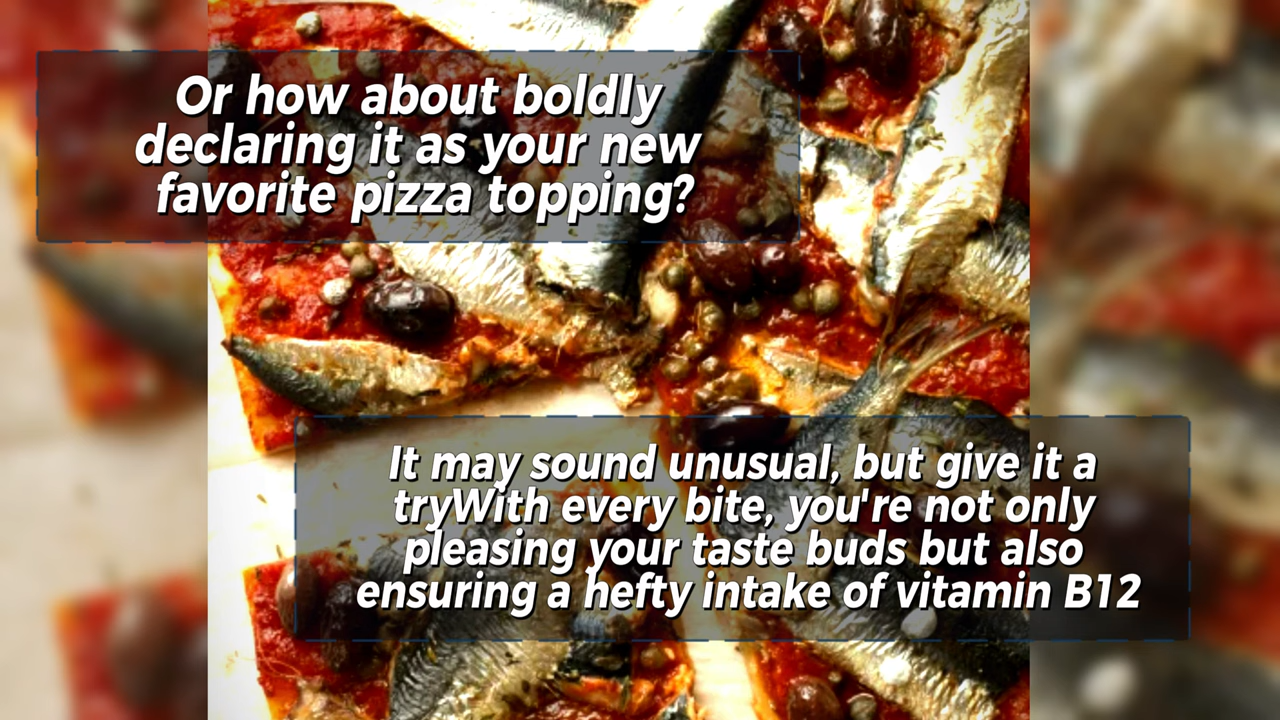 Or how about boldly
declaring it as your new
favorite pizza topping?
It may sound unusual, but give it a
tryWith every bite, you're not only
pleasing your taste buds but also
ensuring a hefty intake of vitamin B12